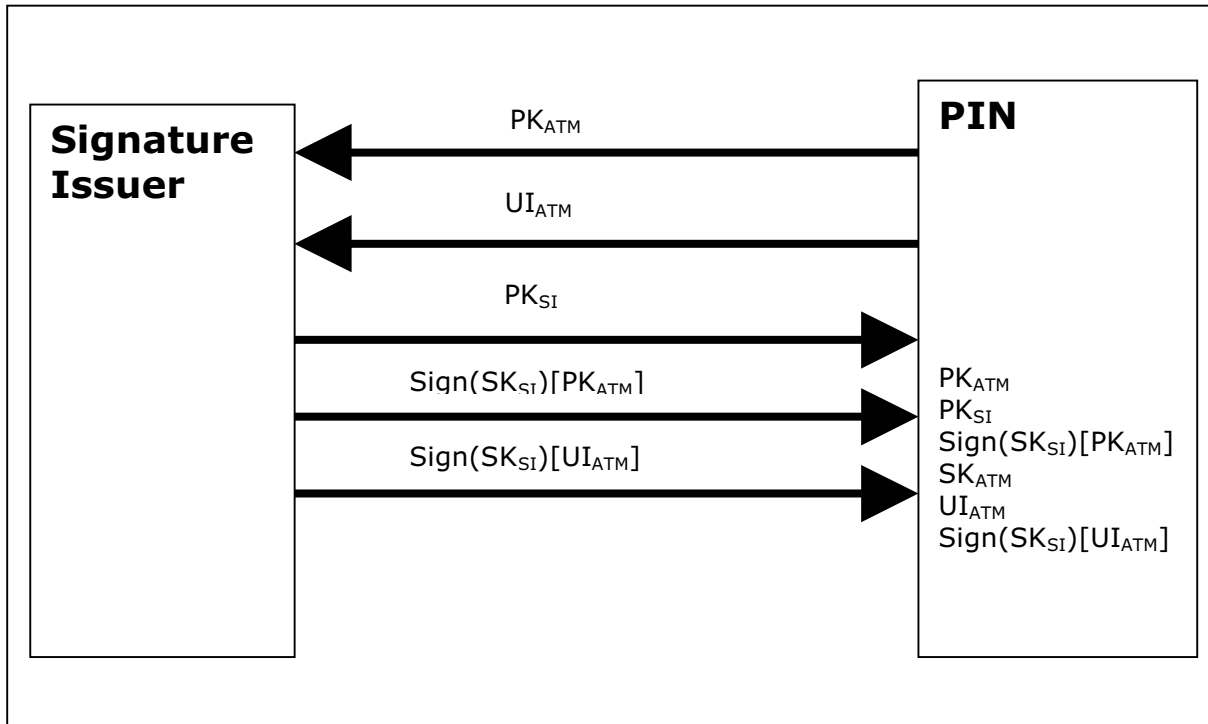 Signature
Issuer
PIN
PK_ATM
UI_ATM
PK_SI
Sign(SK_SI)[PK_ATM]
Sign(SK_SI)[UI_ATM]
PK_ATM
PK_SI
Sign(SK_SI)[PK_ATM]
SK_ATM
UI_ATM
Sign(SK_SI)[UI_ATM]